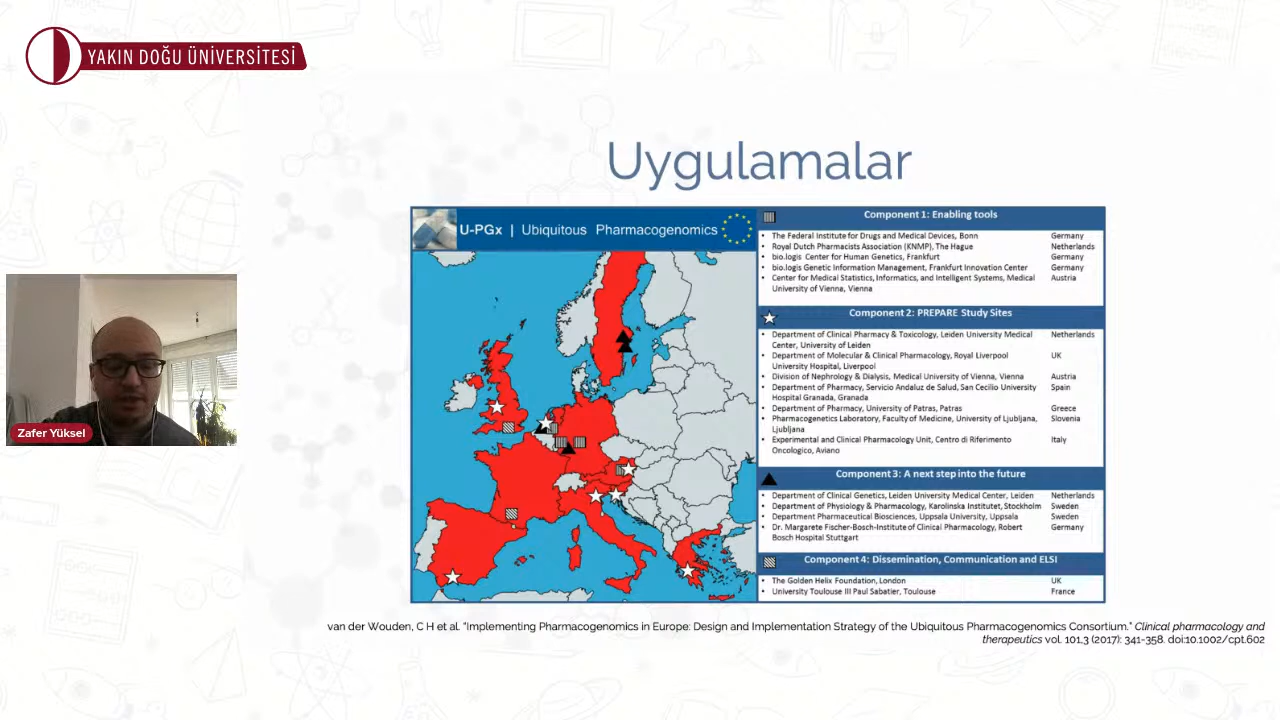 YAKIN DOĞU ÜNİVERSİTESİ
Uygulamalar
U-PGx | Ubiquitous Pharmacogenomics
Component 1: Enabling tools
• The Federal Institute for Drugs and Medical Devices, Bonn Germany
• Royal Dutch Pharmacists Association (KNMP), The Hague Netherlands
• bio.logis Center for Human Genetics, Frankfurt Germany
• bio.logis Genetic Information Management, Frankfurt Innovation Center Germany
• Center for Medical Statistics, Informatics, and Intelligent Systems, Medical Austria
University of Vienna, Vienna
Component 2: PREPARE Study Sites
• Department of Clinical Pharmacy & Toxicology, Leiden University Medical Netherlands
Center, University of Leiden
• Department of Molecular & Clinical Pharmacology, Royal Liverpool UK
University Hospital, Liverpool
• Division of Nephrology & Dialysis, Medical University of Vienna, Vienna Austria
• Department of Pharmacy, Servicio Andaluz de Salud, San Cecilio University Spain
Hospital Granada, Granada
• Department of Pharmacy, University of Patras, Patras Greece
• Pharmacogenetics Laboratory, Faculty of Medicine, University of Ljubljana, Slovenia
Ljubljana
• Experimental and Clinical Pharmacology Unit, Centro di Riferimento Italy
Oncologico, Aviano
Component 3: A next step into the future
• Department of Clinical Genetics, Leiden University Medical Center, Leiden Netherlands
• Department of Physiology & Pharmacology, Karolinska Institutet, Stockholm Sweden
• Department Pharmaceutical Biosciences, Uppsala University, Uppsala Sweden
• Dr. Margarete Fischer-Bosch-Institute of Clinical Pharmacology, Robert Germany
Bosch Hospital Stuttgart
Component 4: Dissemination, Communication and ELSI
• The Golden Helix Foundation, London UK
• University Toulouse III Paul Sabatier, Toulouse France
Zafer Yüksel
van der Wouden, C H et al. "Implementing Pharmacogenomics in Europe: Design and Implementation Strategy of the Ubiquitous Pharmacogenomics Consortium." Clinical pharmacology and
therapeutics vol. 101,3 (2017): 341-358. doi:10.1002/cpt.602